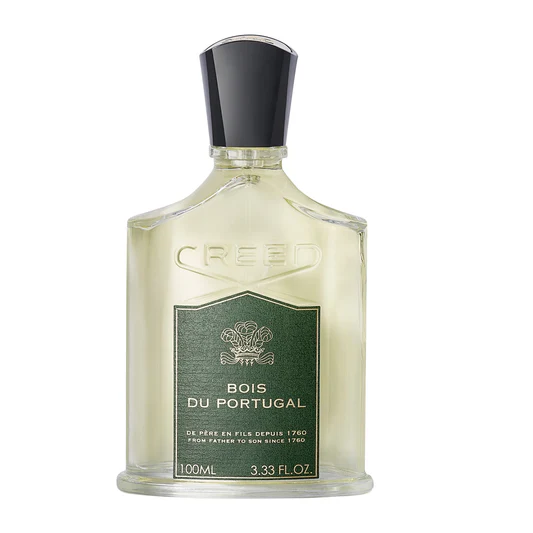 CREED
BOIS
DU PORTUGAL
DE PÈRE EN FILS DEPUIS 1760
FROM FATHER TO SON SINCE 1760
100ML 3.33 FL.OZ.